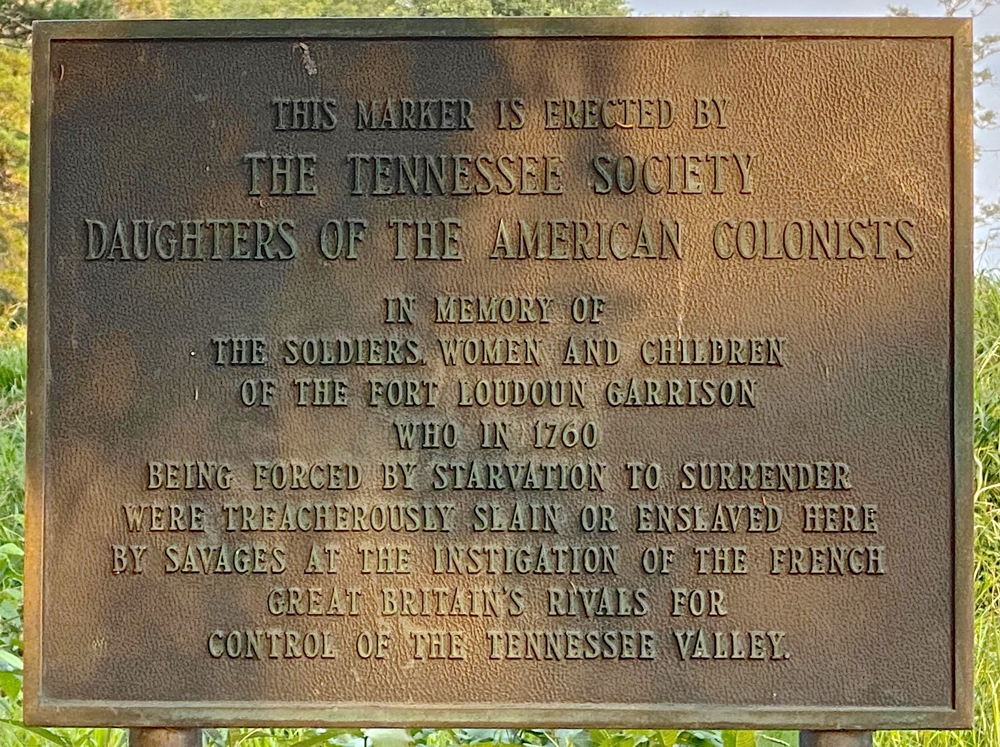 THIS MARKER IS ERECTED BY
THE TENNESSEE SOCIETY
DAUGHTERS OF THE AMERICAN COLONISTS
IN MEMORY OF
THE SOLDIERS, WOMEN AND CHILDREN
OF THE FORT LOUDOUN GARRISON
WHO IN 1760
BEING FORCED BY STARVATION TO SURRENDER
WERE TREACHEROUSLY SLAIN OR ENSLAVED HERE
BY SAVAGES AT THE INSTIGATION OF THE FRENCH
GREAT BRITAIN'S RIVALS FOR
CONTROL OF THE TENNESSEE VALLEY.